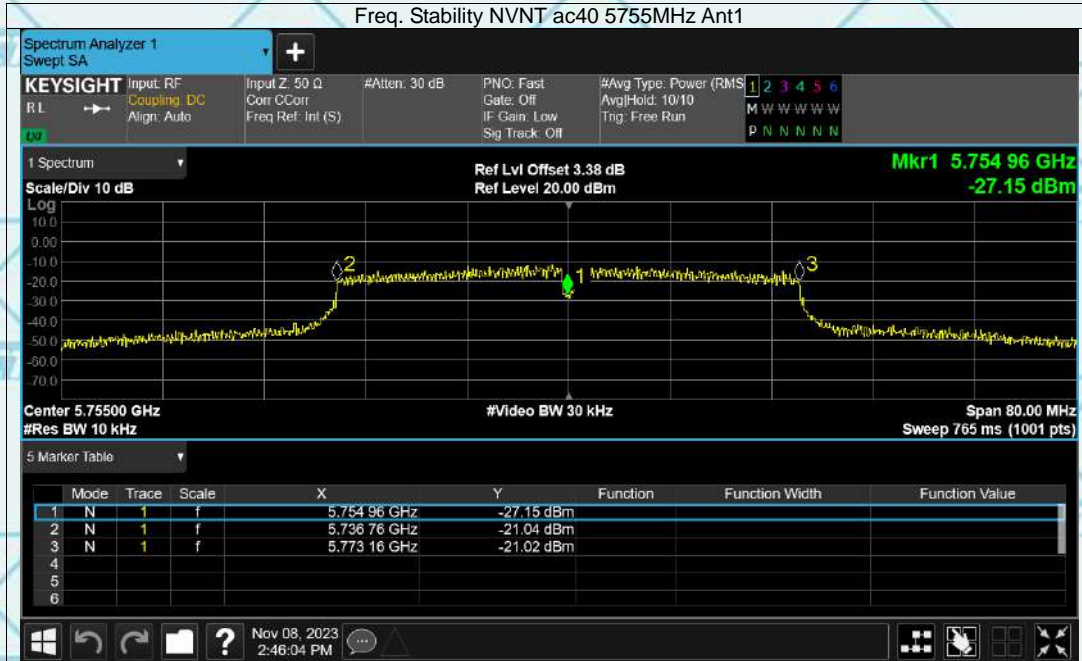 Freq. Stability NVNT ac40 5755MHz Ant1
Spectrum Analyzer 1
Swept SA
+
KEYSIGHT Input: RF Input Z: 50 Ω #Atten: 30 dB PNO: Fast #Avg Type: Power (RMS 1 2 3 4 5 6
RL Coupling: DC Corr CCorr Gate: Off Avg|Hold: 10/10 M W W W W W
Align: Auto Freq Ref: Int (S) IF Gain: Low Trig: Free Run
LXI Sig Track: Off P N N N N N
1 Spectrum Ref Lvl Offset 3.38 dB Mkr1 5.754 96 GHz
Scale/Div 10 dB Ref Level 20.00 dBm -27.15 dBm
Log
10.0
0.00
-10.0
2 1 3
-20.0
-30.0
-40.0
-50.0
-60.0
-70.0
Center 5.75500 GHz #Video BW 30 kHz Span 80.00 MHz
#Res BW 10 kHz Sweep 765 ms (1001 pts)
5 Marker Table
Mode Trace Scale X Y Function Function Width Function Value
1 N 1 f 5.754 96 GHz -27.15 dBm
2 N 1 f 5.736 76 GHz -21.04 dBm
3 N 1 f 5.773 16 GHz -21.02 dBm
4
5
6
? Nov 08, 2023
2:46:04 PM